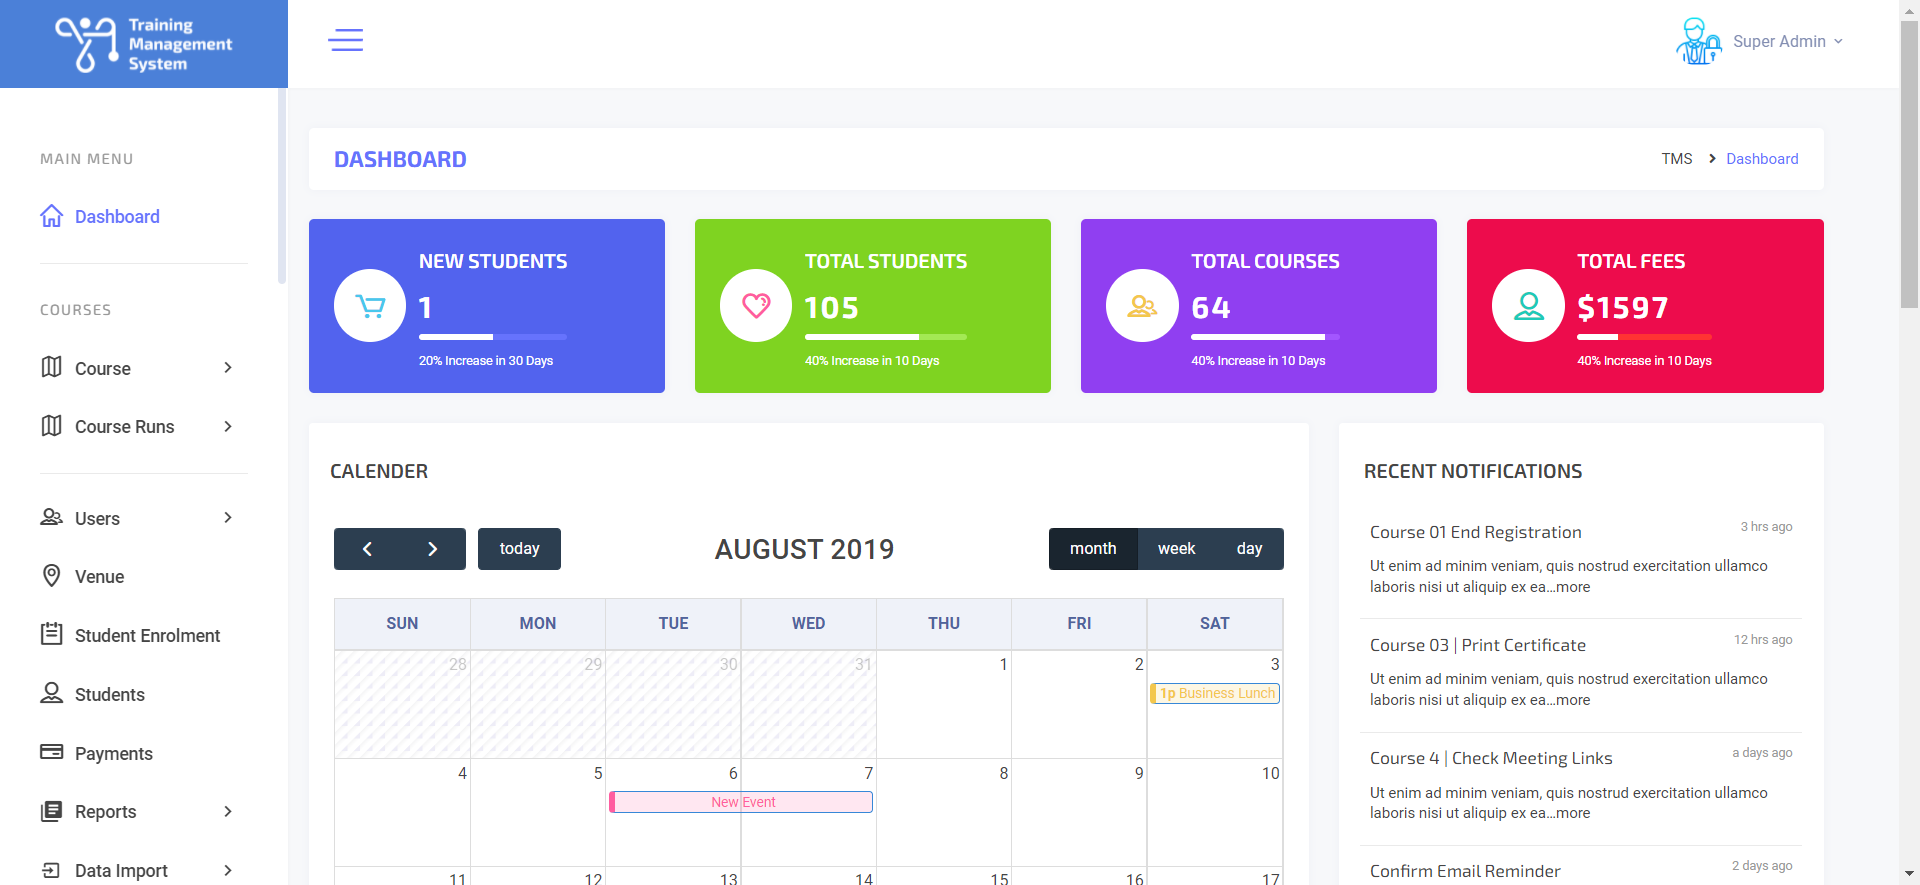 Training
Management
System
Super Admin
MAIN MENU
Dashboard
COURSES
Course
Course Runs
Users
Venue
Student Enrolment
Students
Payments
Reports
Data Import
DASHBOARD
TMS > Dashboard
NEW STUDENTS
1
20% Increase in 30 Days
TOTAL STUDENTS
105
40% Increase in 10 Days
TOTAL COURSES
64
40% Increase in 10 Days
TOTAL FEES
$1597
40% Increase in 10 Days
CALENDER
today
AUGUST 2019
month week day
SUN MON TUE WED THU FRI SAT
28 29 30 31 1 2 3
1p Business Lunch
4 5 6 7 8 9 10
New Event
11 12 13 14 15 16 17
RECENT NOTIFICATIONS
Course 01 End Registration 3 hrs ago
Ut enim ad minim veniam, quis nostrud exercitation ullamco
laboris nisi ut aliquip ex ea...more
Course 03 | Print Certificate 12 hrs ago
Ut enim ad minim veniam, quis nostrud exercitation ullamco
laboris nisi ut aliquip ex ea...more
Course 4 | Check Meeting Links a days ago
Ut enim ad minim veniam, quis nostrud exercitation ullamco
laboris nisi ut aliquip ex ea...more
Confirm Email Reminder 2 days ago